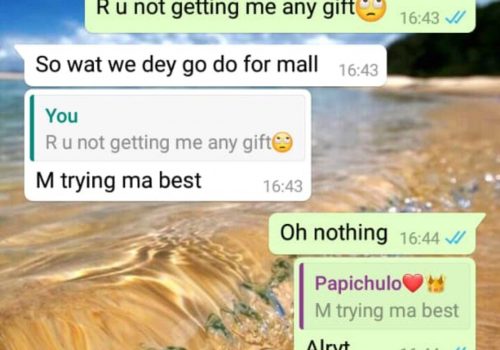 R u not getting me any gift🙄
16:43
So wat we dey go do for mall 16:43
You
R u not getting me any gift🙄
M trying ma best 16:43
Oh nothing 16:44
Papichulo❤👑
M trying ma best
Alryt